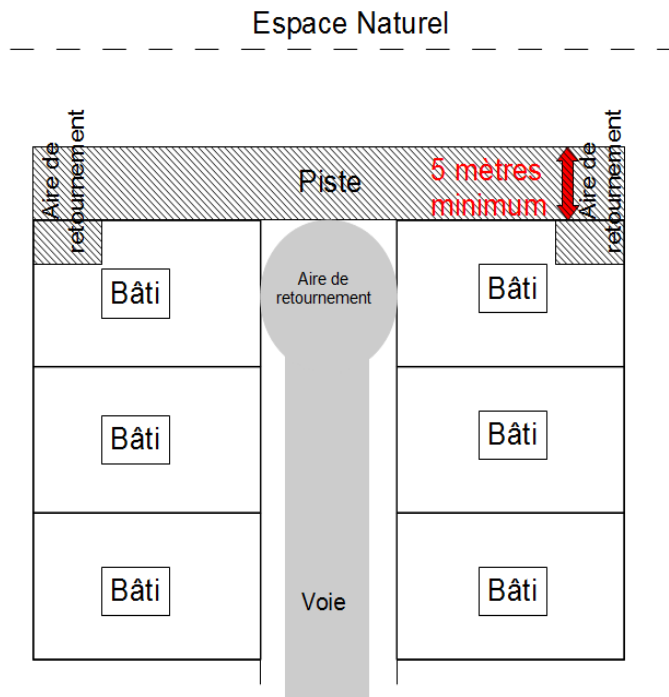 Espace Naturel
Aire de
retournement
Piste
5 mètres
minimum
Aire de
retournement
Aire de
retournement
Bâti
Bâti
Bâti
Bâti
Bâti
Bâti
Voie